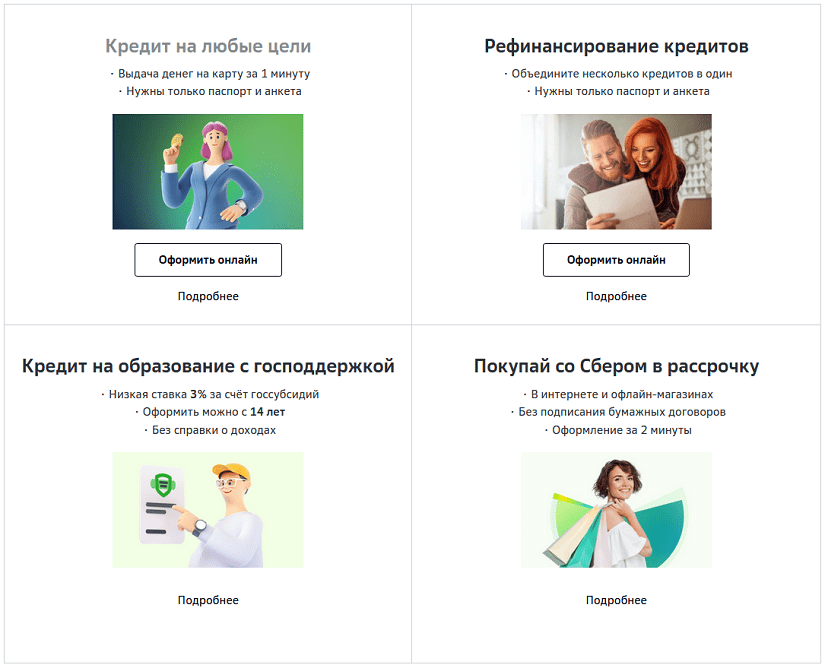 Кредит на любые цели
· Выдача денег на карту за 1 минуту
· Нужны только паспорт и анкета
Оформить онлайн
Подробнее
Рефинансирование кредитов
· Объедините несколько кредитов в один
· Нужны только паспорт и анкета
Оформить онлайн
Подробнее
Кредит на образование с господдержкой
· Низкая ставка 3% за счёт госсубсидий
· Оформить можно с 14 лет
· Без справки о доходах
Подробнее
Покупай со Сбером в рассрочку
· В интернете и офлайн-магазинах
· Без подписания бумажных договоров
· Оформление за 2 минуты
Подробнее